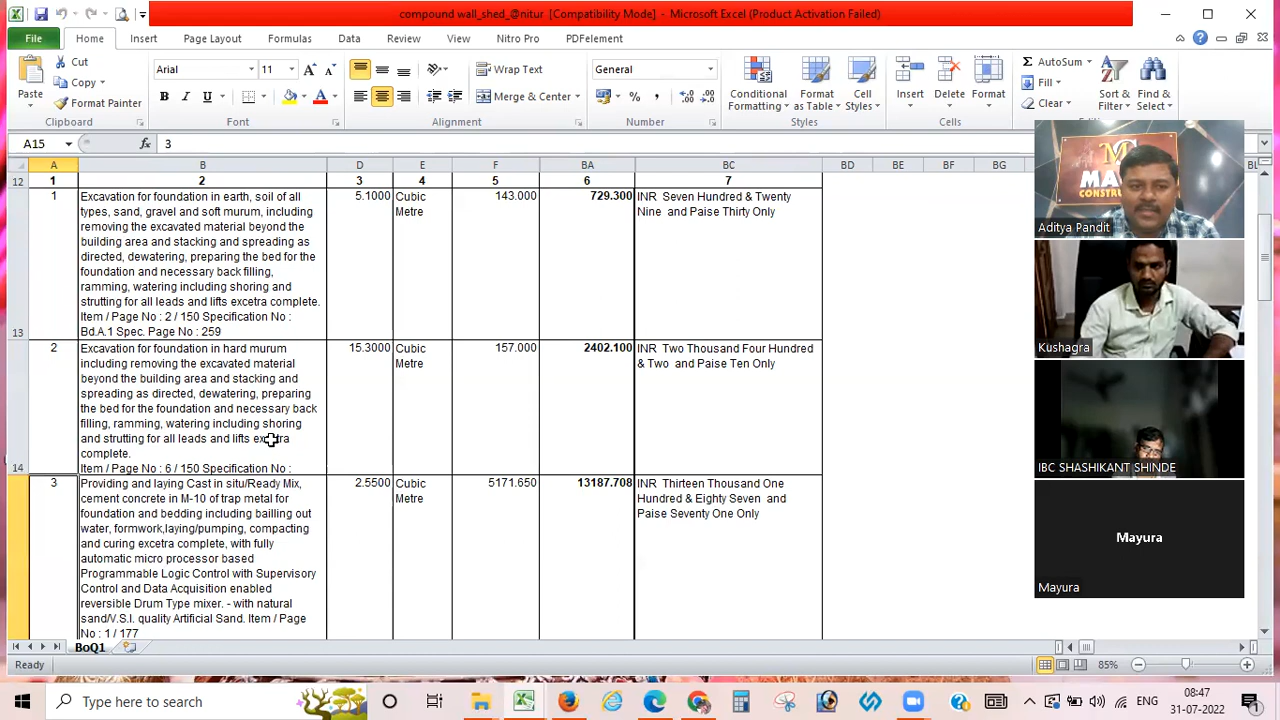 compound wall_shed_@nitur [Compatibility Mode] - Microsoft Excel (Product Activation Failed)
File Home Insert Page Layout Formulas Data Review View Nitro Pro PDFelement
Paste
Cut
Copy
Format Painter
Clipboard
Arial 11
B I U
Font
Wrap Text
Merge & Center
Alignment
General
Number
Conditional Formatting
Format as Table
Cell Styles
Styles
Insert Delete Format
Cells
AutoSum
Fill
Clear
Sort & Filter
Find & Select
A15 fx 3
A B D E F BA BC BD BE BF BG BL
12 1 2 3 4 5 6 7
1 Excavation for foundation in earth, soil of all 5.1000 Cubic 143.000 729.300 INR Seven Hundred & Twenty
types, sand, gravel and soft murum, including Metre Nine and Paise Thirty Only
removing the excavated material beyond the
building area and stacking and spreading as
directed, dewatering, preparing the bed for the
foundation and necessary back filling,
ramming, watering including shoring and
strutting for all leads and lifts excetra complete.
Item / Page No : 2 / 150 Specification No :
13 Bd.A.1 Spec. Page No : 259
2 Excavation for foundation in hard murum 15.3000 Cubic 157.000 2402.100 INR Two Thousand Four Hundred
including removing the excavated material Metre & Two and Paise Ten Only
beyond the building area and stacking and
spreading as directed, dewatering, preparing
the bed for the foundation and necessary back
filling, ramming, watering including shoring
and strutting for all leads and lifts excetra
complete.
14 Item / Page No : 6 / 150 Specification No :
3 Providing and laying Cast in situ/Ready Mix, 2.5500 Cubic 5171.650 13187.708 INR Thirteen Thousand One
cement concrete in M-10 of trap metal for Metre Hundred & Eighty Seven and
foundation and bedding including bailling out Paise Seventy One Only
water, formwork,laying/pumping, compacting
and curing excetra complete, with fully
automatic micro processor based
Programmable Logic Control with Supervisory
Control and Data Acquisition enabled
reversible Drum Type mixer. - with natural
sand/V.S.I. quality Artificial Sand. Item / Page
No : 1 / 177
Aditya Pandit
Kushagra
IBC SHASHIKANT SHINDE
Mayura
Mayura
BoQ1
Ready 85%
Type here to search
ENG
08:47
31-07-2022
1